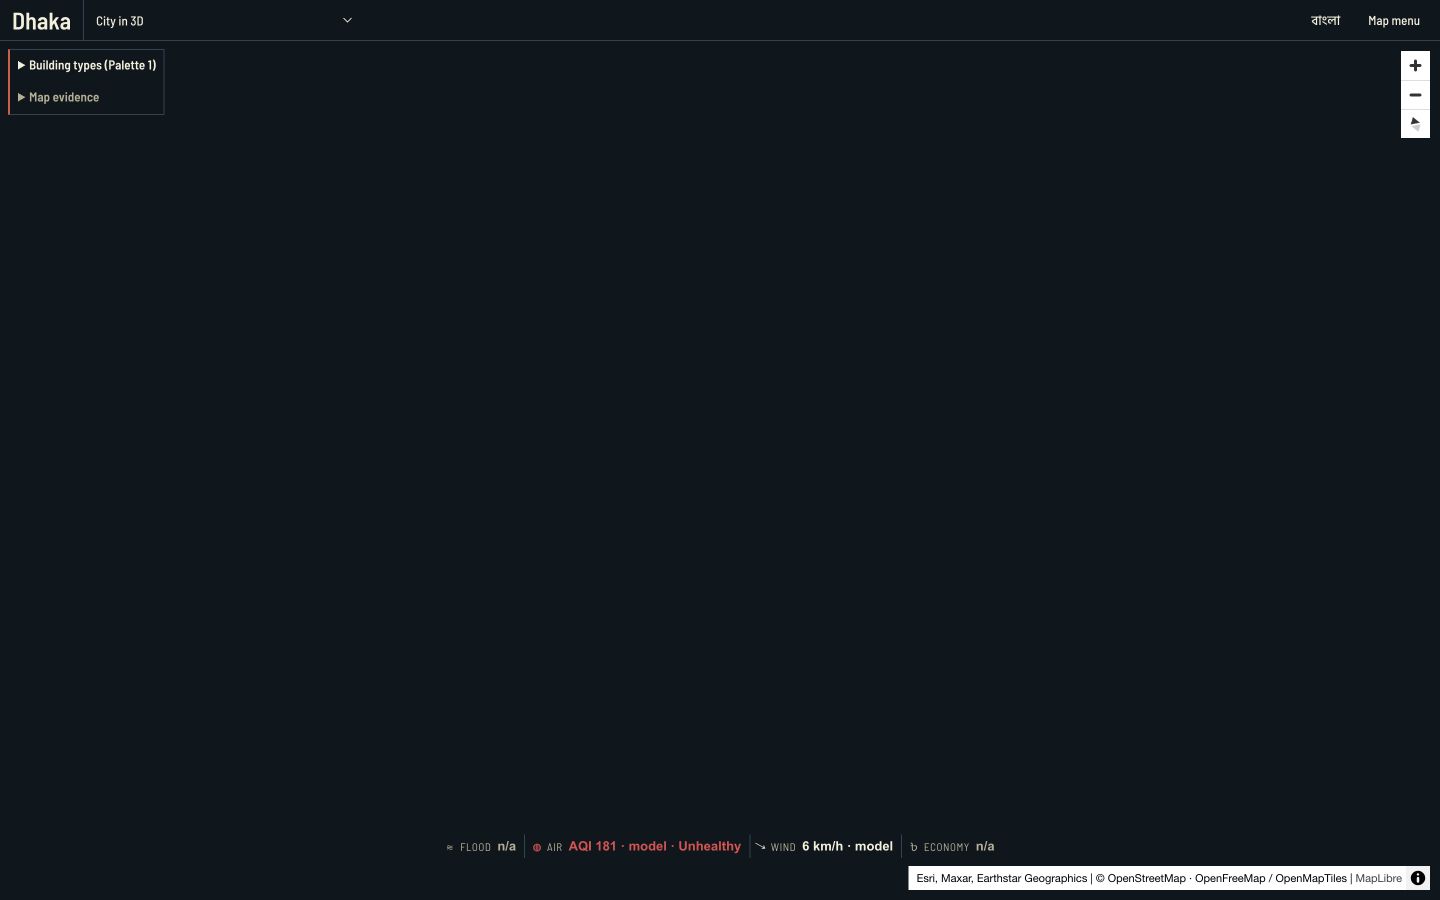 Dhaka
City in 3D
বাংলা
Map menu
Building types (Palette 1)
Map evidence
FLOOD n/a
AIR AQI 181 · model · Unhealthy
WIND 6 km/h · model
ECONOMY n/a
Esri, Maxar, Earthstar Geographics | © OpenStreetMap · OpenFreeMap / OpenMapTiles | MapLibre